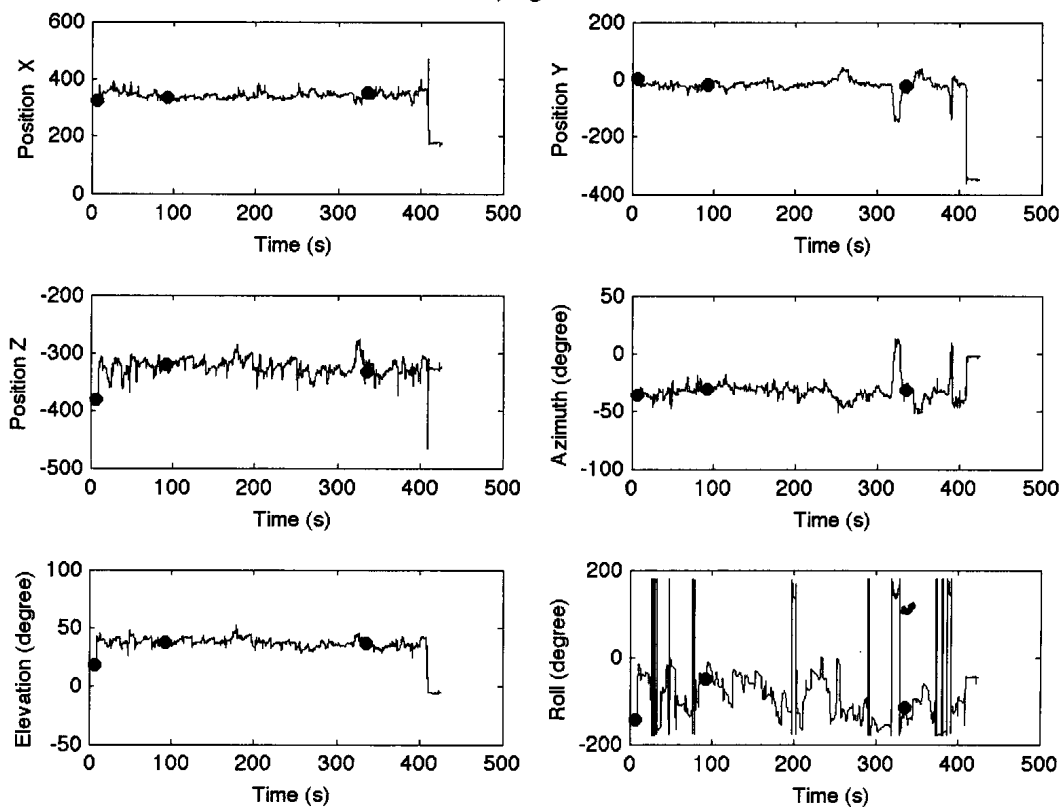 600
400
200
0
Position X
0 100 200 300 400 500
Time (s)
200
0
-200
-400
Position Y
0 100 200 300 400 500
Time (s)
-200
-300
-400
-500
Position Z
0 100 200 300 400 500
Time (s)
50
0
-50
-100
Azimuth (degree)
0 100 200 300 400 500
Time (s)
100
50
0
-50
Elevation (degree)
0 100 200 300 400 500
Time (s)
200
0
-200
Roll (degree)
0 100 200 300 400 500
Time (s)